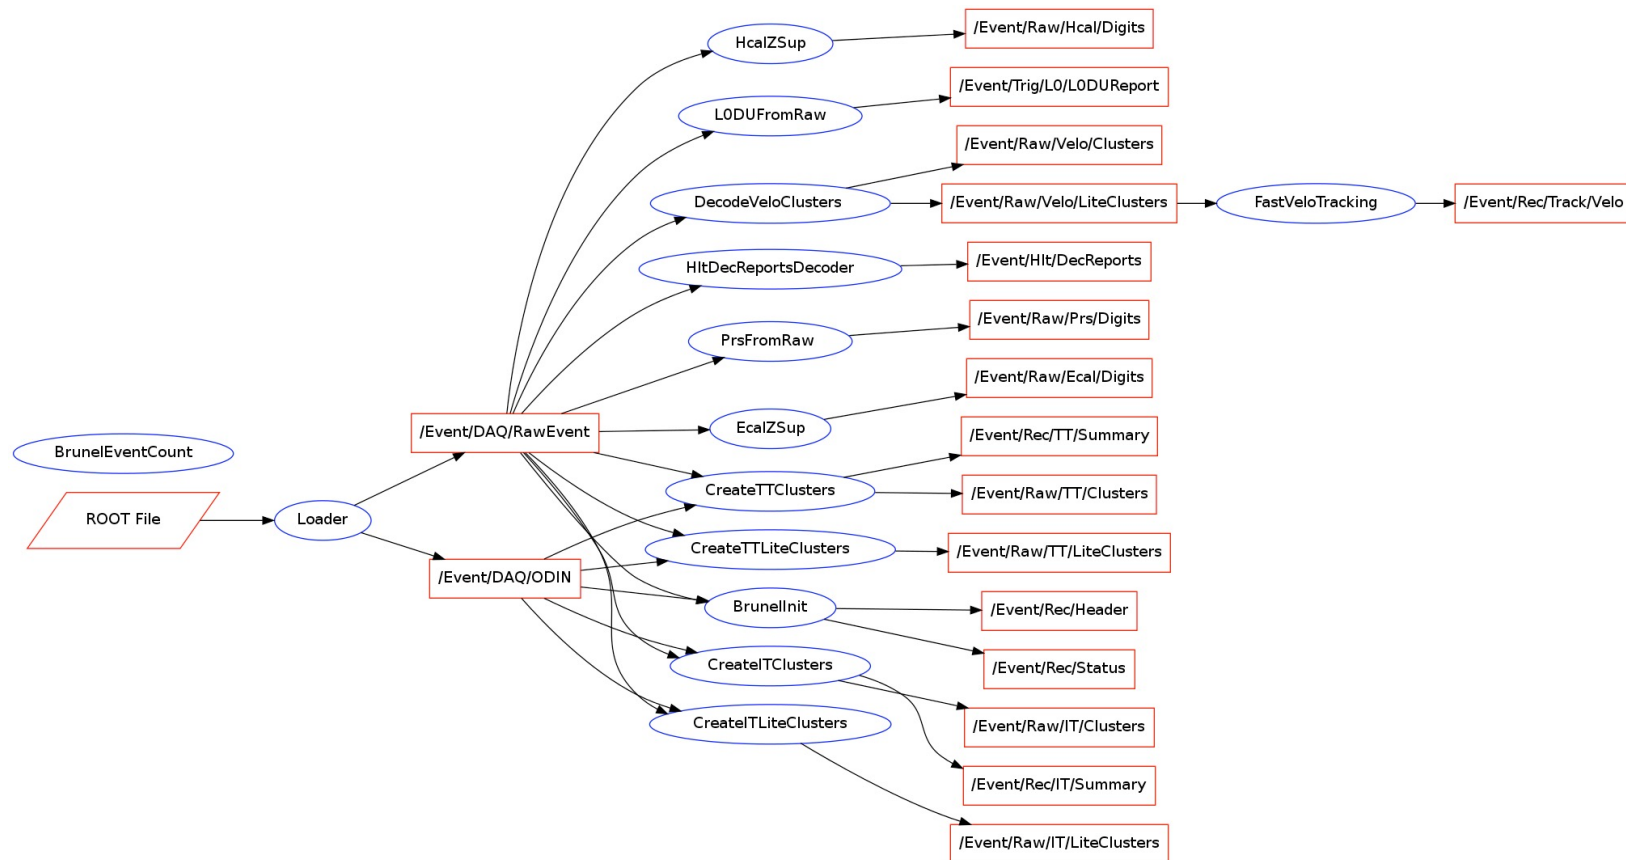 HcalZSup
/Event/Raw/Hcal/Digits
L0DUFromRaw
/Event/Trig/L0/L0DUReport
/Event/Raw/Velo/Clusters
DecodeVeloClusters
/Event/Raw/Velo/LiteClusters
FastVeloTracking
/Event/Rec/Track/Velo
HltDecReportsDecoder
/Event/Hlt/DecReports
PrsFromRaw
/Event/Raw/Prs/Digits
/Event/Raw/Ecal/Digits
/Event/DAQ/RawEvent
EcalZSup
/Event/Rec/TT/Summary
BrunelEventCount
CreateTTClusters
/Event/Raw/TT/Clusters
ROOT File
Loader
CreateTTLiteClusters
/Event/Raw/TT/LiteClusters
/Event/DAQ/ODIN
BrunelInit
/Event/Rec/Header
CreateITClusters
/Event/Rec/Status
CreateITLiteClusters
/Event/Raw/IT/Clusters
/Event/Rec/IT/Summary
/Event/Raw/IT/LiteClusters